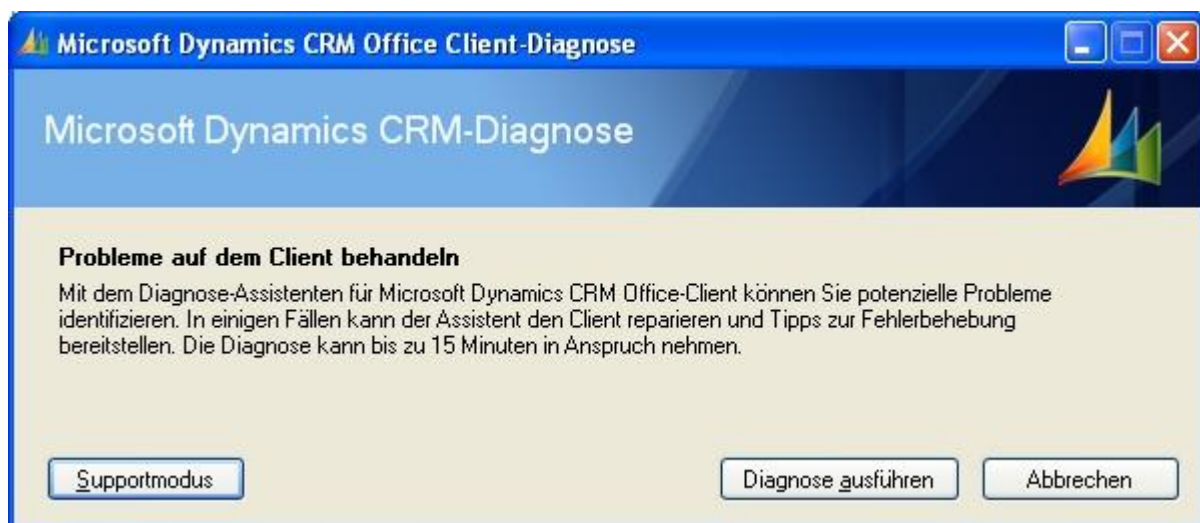 Microsoft Dynamics CRM Office Client-Diagnose
Microsoft Dynamics CRM-Diagnose
Probleme auf dem Client behandeln
Mit dem Diagnose-Assistenten für Microsoft Dynamics CRM Office-Client können Sie potenzielle Probleme
identifizieren. In einigen Fällen kann der Assistent den Client reparieren und Tipps zur Fehlerbehebung
bereitstellen. Die Diagnose kann bis zu 15 Minuten in Anspruch nehmen.
Supportmodus Diagnose ausführen Abbrechen